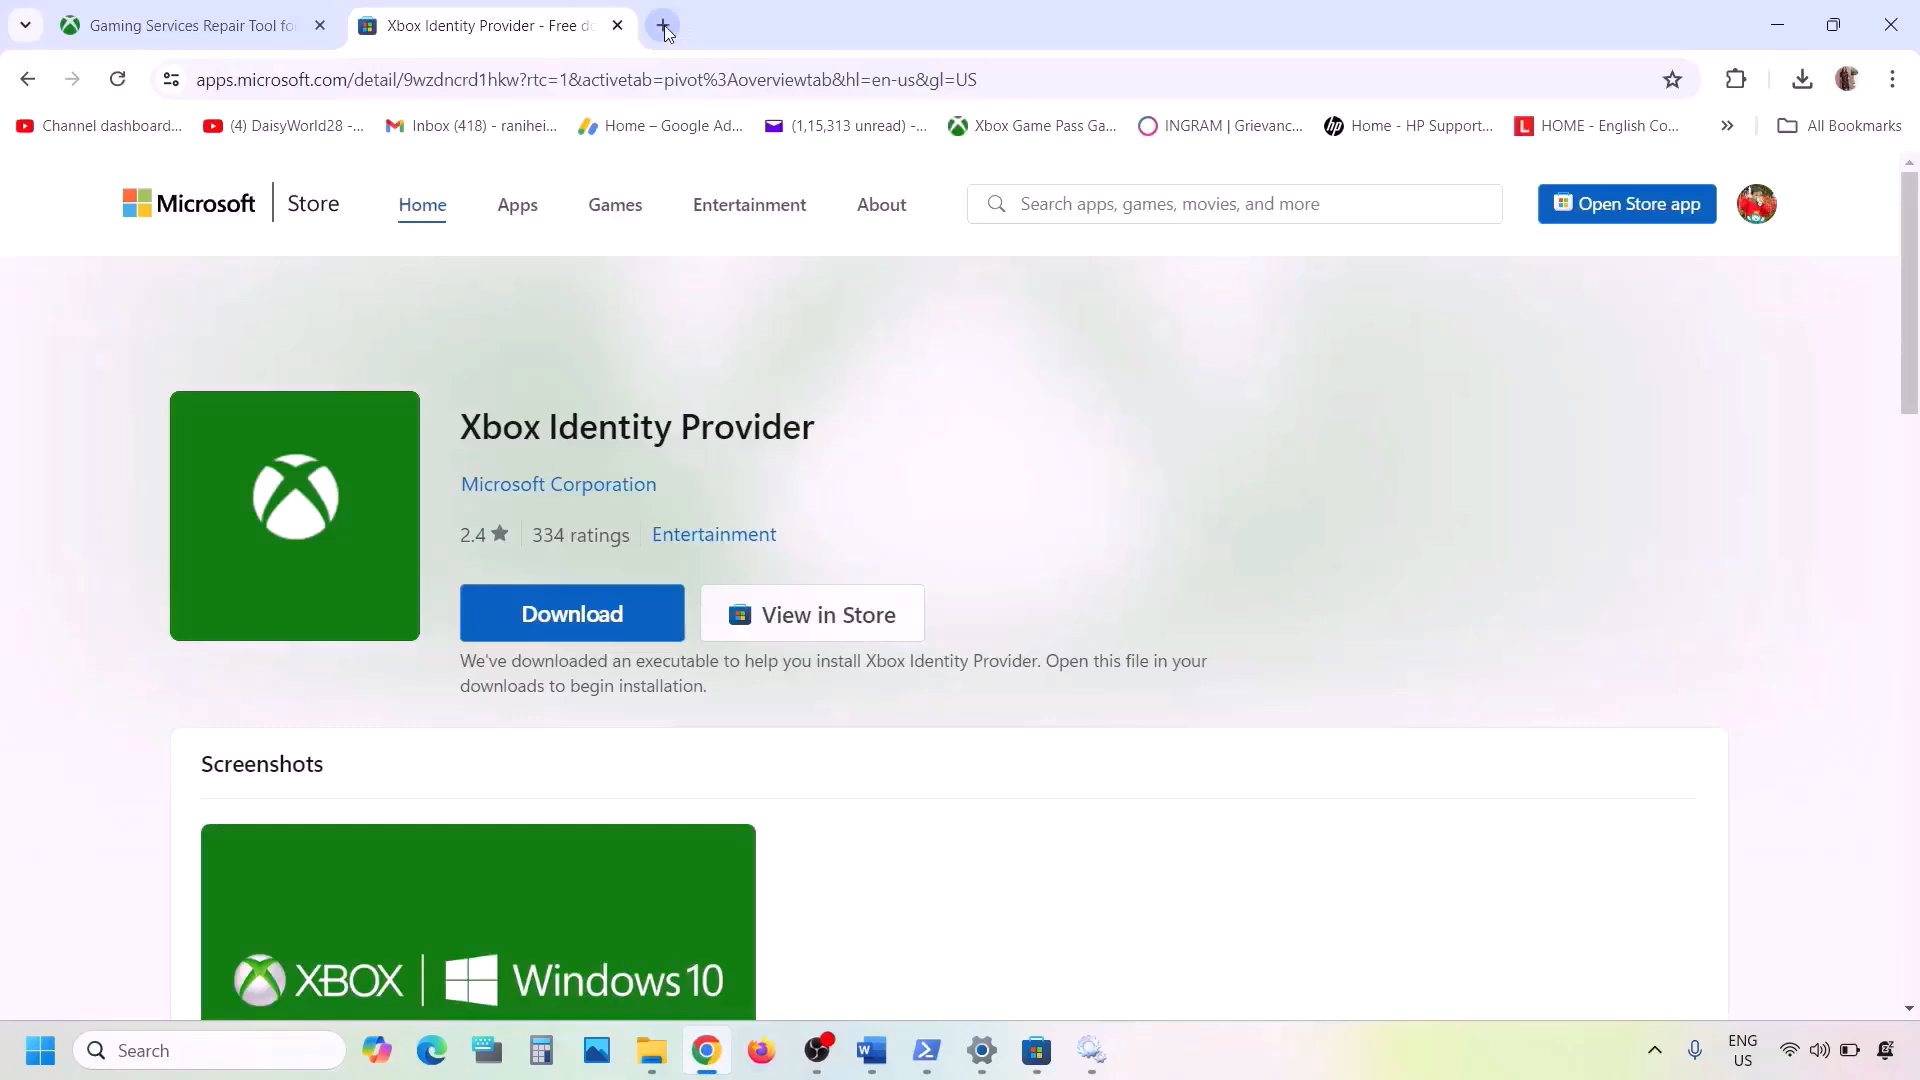 Gaming Services Repair Tool fo
Xbox Identity Provider - Free do
apps.microsoft.com/detail/9wzdncrd1hkw?rtc=1&activetab=pivot%3Aoverviewtab&hl=en-us&gl=US
Channel dashboard...
(4) DaisyWorld28 -...
Inbox (418) - ranihei...
Home – Google Ad...
(1,15,313 unread) -...
Xbox Game Pass Ga...
INGRAM | Grievanc...
Home - HP Support...
HOME - English Co...
All Bookmarks
Microsoft
Store
Home
Apps
Games
Entertainment
About
Search apps, games, movies, and more
Open Store app
Xbox Identity Provider
Microsoft Corporation
2.4
334 ratings
Entertainment
Download
View in Store
We've downloaded an executable to help you install Xbox Identity Provider. Open this file in your
downloads to begin installation.
Screenshots
XBOX
Windows 10
Search
ENG
US